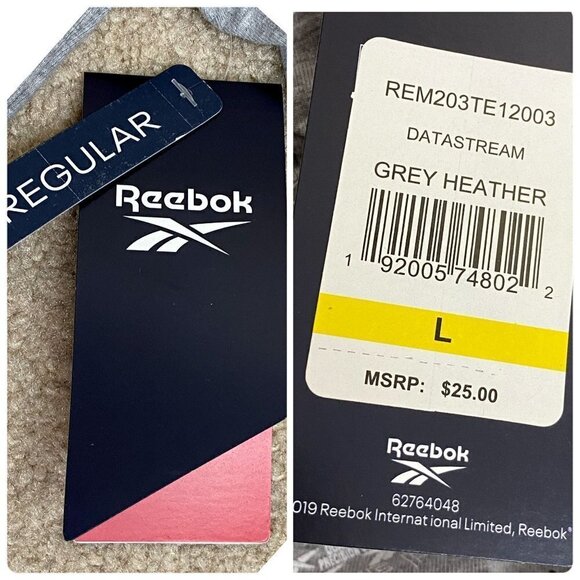 REGULAR
Reebok
REM203TE12003
DATASTREAM
GREY HEATHER
1 92005 74802 2
L
MSRP: $25.00
Reebok
62764048
019 Reebok International Limited, Reebok